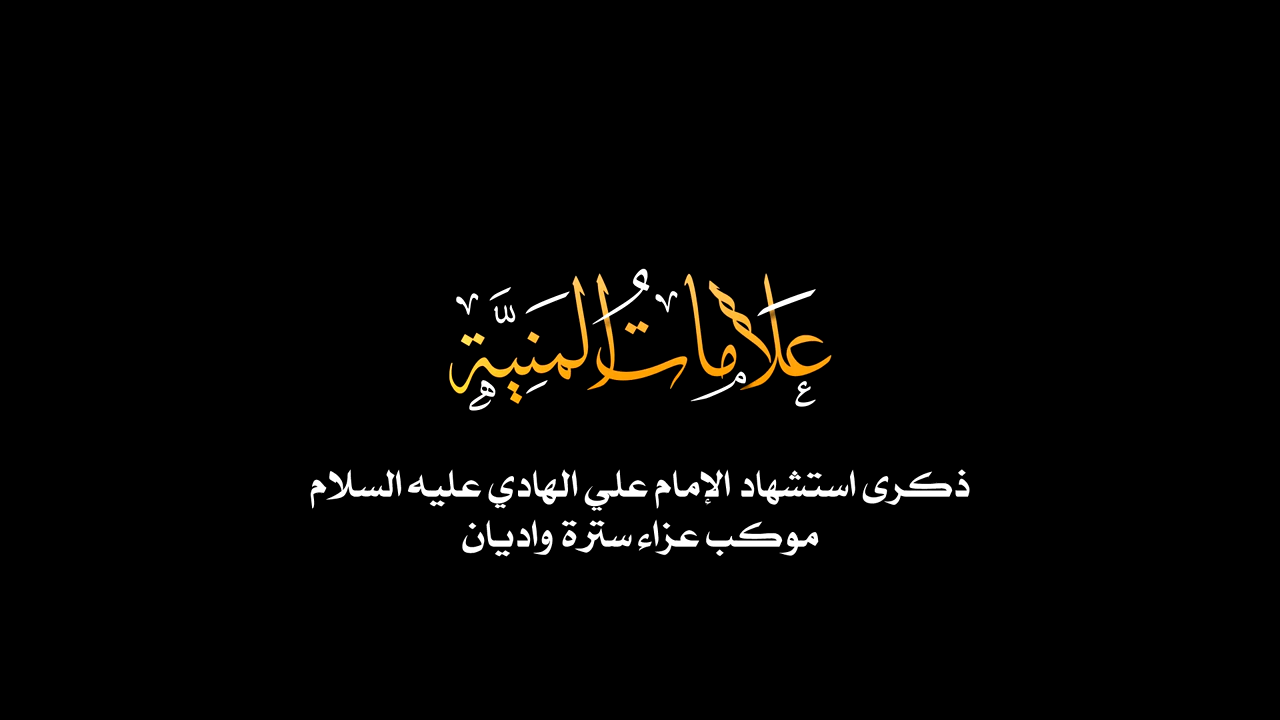 علامات المنية
ذكرى استشهاد الإمام علي الهادي عليه السلام
موكب عزاء سترة واديان